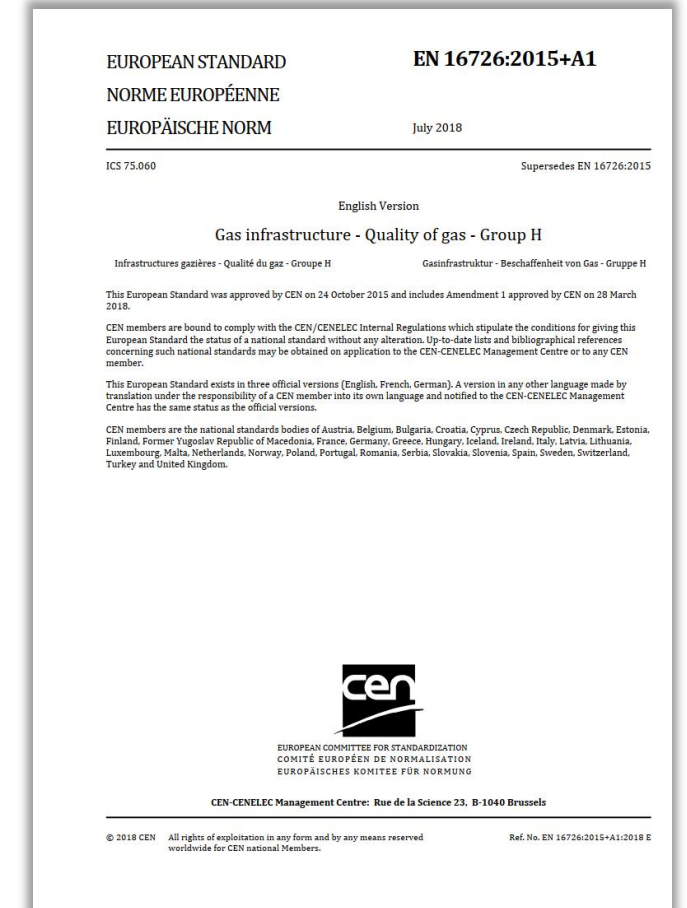 EUROPEAN STANDARD
EN 16726:2015+A1
NORME EUROPÉENNE
EUROPÄISCHE NORM
July 2018
ICS 75.060
Supersedes EN 16726:2015
English Version
Gas infrastructure - Quality of gas - Group H
Infrastructures gazières - Qualité du gaz - Groupe H
Gasinfrastruktur - Beschaffenheit von Gas - Gruppe H
This European Standard was approved by CEN on 24 October 2015 and includes Amendment 1 approved by CEN on 28 March
2018.
CEN members are bound to comply with the CEN/CENELEC Internal Regulations which stipulate the conditions for giving this
European Standard the status of a national standard without any alteration. Up-to-date lists and bibliographical references
concerning such national standards may be obtained on application to the CEN-CENELEC Management Centre or to any CEN
member.
This European Standard exists in three official versions (English, French, German). A version in any other language made by
translation under the responsibility of a CEN member into its own language and notified to the CEN-CENELEC Management
Centre has the same status as the official versions.
CEN members are the national standards bodies of Austria, Belgium, Bulgaria, Croatia, Cyprus, Czech Republic, Denmark, Estonia,
Finland, Former Yugoslav Republic of Macedonia, France, Germany, Greece, Hungary, Iceland, Ireland, Italy, Latvia, Lithuania,
Luxembourg, Malta, Netherlands, Norway, Poland, Portugal, Romania, Serbia, Slovakia, Slovenia, Spain, Sweden, Switzerland,
Turkey and United Kingdom.
cen
EUROPEAN COMMITTEE FOR STANDARDIZATION
COMITÉ EUROPÉEN DE NORMALISATION
EUROPÄISCHES KOMITEE FÜR NORMUNG
CEN-CENELEC Management Centre: Rue de la Science 23, B-1040 Brussels
© 2018 CEN All rights of exploitation in any form and by any means reserved
worldwide for CEN national Members.
Ref. No. EN 16726:2015+A1:2018 E